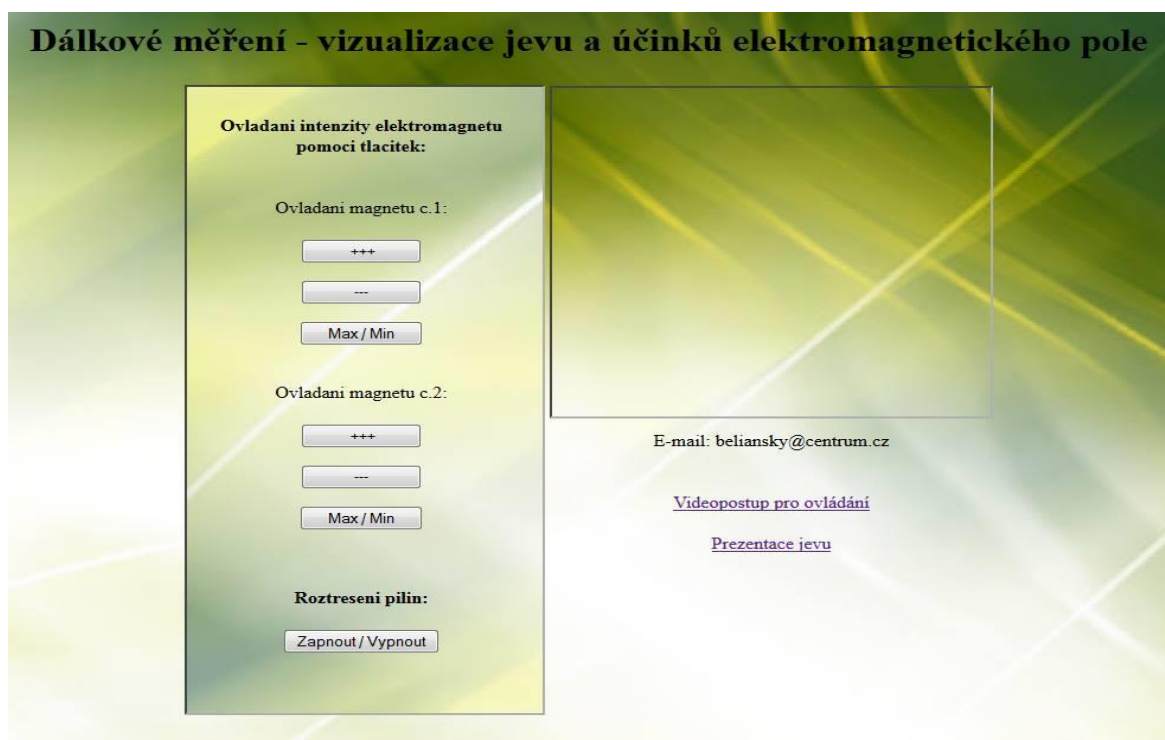 Dálkové měření - vizualizace jevu a účinků elektromagnetického pole
Ovladani intenzity elektromagnetu
pomoci tlacitek:
Ovladani magnetu c.1:
+++
---
Max / Min
Ovladani magnetu c.2:
+++
---
Max / Min
Roztreseni pilin:
Zapnout / Vypnout
E-mail: beliansky@centrum.cz
Videopostup pro ovládání
Prezentace jevu